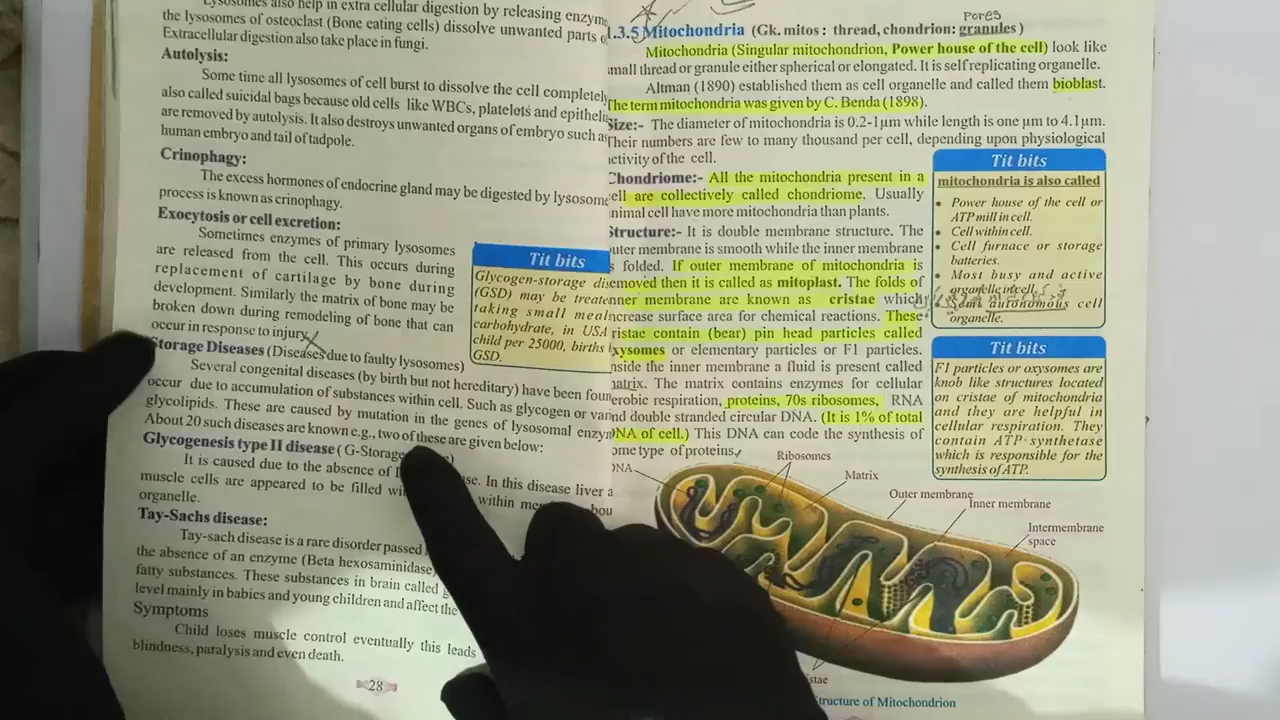 Lysosomes also help in extra cellular digestion by releasing enzyme
the lysosomes of osteoclast (Bone eating cells) dissolve unwanted parts
Extracellular digestion also take place in fungi.
Autolysis:
Some time all lysosomes of cell burst to dissolve the cell completely
also called suicidal bags because old cells like WBCs, platelets and epithelia
are removed by autolysis. It also destroys unwanted organs of embryo such as
human embryo and tail of tadpole.
Crinophagy:
The excess hormones of endocrine gland may be digested by lysosome
process is known as crinophagy.
Exocytosis or cell excretion:
Sometimes enzymes of primary lysosomes
are released from the cell. This occurs during
replacement of cartilage by bone during
development. Similarly the matrix of bone may be
broken down during remodeling of bone that can
occur in response to injury
Tit bits
Glycogen-storage dis
(GSD) may be treate
taking small meal
carbohydrate, in USA
child per 25000, births
GSD.
Storage Diseases (Diseases due to faulty lysosomes)
Several congenital diseases (by birth but not hereditary) have been foun
occur due to accumulation of substances within cell. Such as glycogen or vari
glycolipids. These are caused by mutation in the genes of lysosomal enzy
About 20 such diseases are known e.g., two of these are given below:
Glycogenesis type II disease ( G-Storage
It is caused due to the absence of In this disease liver a
muscle cells are appeared to be filled within bou
organelle.
Tay-Sachs disease:
Tay-sach disease is a rare disorder passed
the absence of an enzyme (Beta hexosaminidase)
fatty substances. These substances in brain called
level mainly in babies and young children and affect the
Symptoms
Child loses muscle control eventually this leads
blindness, paralysis and even death.
28
pores
1.3.5 Mitochondria (Gk. mitos : thread, chondrion: granules )
Mitochondria (Singular mitochondrion, Power house of the cell) look like
small thread or granule either spherical or elongated. It is self replicating organelle.
Altman (1890) established them as cell organelle and called them bioblast.
The term mitochondria was given by C. Benda (1898).
Size:- The diameter of mitochondria is 0.2-1µm while length is one µm to 4.1µm.
Their numbers are few to many thousand per cell, depending upon physiological
activity of the cell.
Chondriome:- All the mitochondria present in a
cell are collectively called chondriome. Usually
animal cell have more mitochondria than plants.
Structure:- It is double membrane structure. The
outer membrane is smooth while the inner membrane
s folded. If outer membrane of mitochondria is
emoved then it is called as mitoplast. The folds of
nner membrane are known as cristae which
ncrease surface area for chemical reactions. These
ristae contain (bear) pin head particles called
xysomes or elementary particles or F1 particles.
nside the inner membrane a fluid is present called
matrix. The matrix contains enzymes for cellular
erobic respiration, proteins, 70s ribosomes, RNA
nd double stranded circular DNA. (It is 1% of total
DNA of cell.) This DNA can code the synthesis of
ome type of proteins.
Tit bits
mitochondria is also called
• Power house of the cell or
ATP mill in cell.
• Cell within cell.
• Cell furnace or storage
batteries.
• Most busy and active
organelle in cell.
• Semi autonomous cell
organelle.
Tit bits
F1 particles or oxysomes are
knob like structures located
on cristae of mitochondria
and they are helpful in
cellular respiration. They
contain ATP synthetase
which is responsible for the
synthesis of ATP.
DNA
Ribosomes
Matrix
Outer membrane
Inner membrane
Intermembrane
space
stae
Structure of Mitochondrion